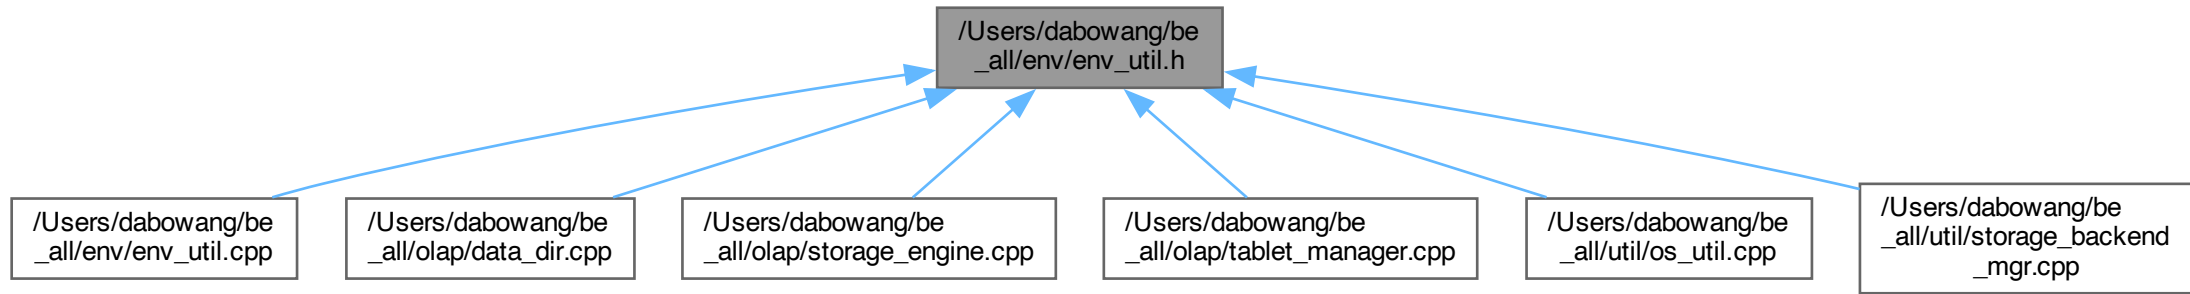 /Users/dabowang/be
_all/env/env_util.h
/Users/dabowang/be
_all/env/env_util.cpp
/Users/dabowang/be
_all/olap/data_dir.cpp
/Users/dabowang/be
_all/olap/storage_engine.cpp
/Users/dabowang/be
_all/olap/tablet_manager.cpp
/Users/dabowang/be
_all/util/os_util.cpp
/Users/dabowang/be
_all/util/storage_backend
_mgr.cpp